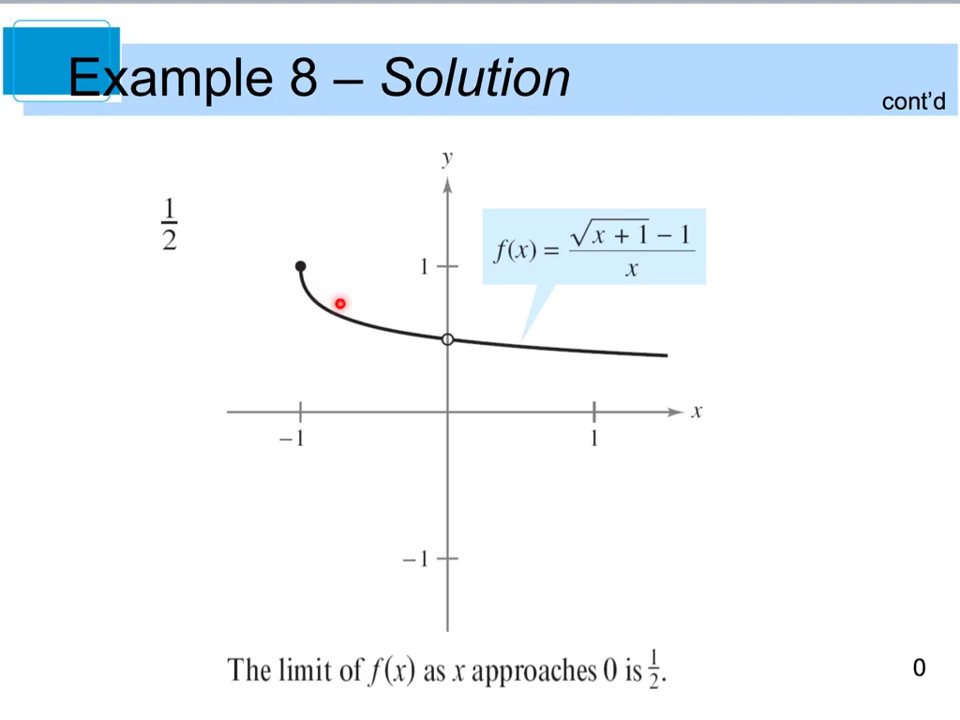 Example 8 – Solution
cont’d
y
1/2
f(x) = (√(x + 1) – 1)/x
1
x
–1
1
–1
The limit of f(x) as x approaches 0 is 1/2.
0